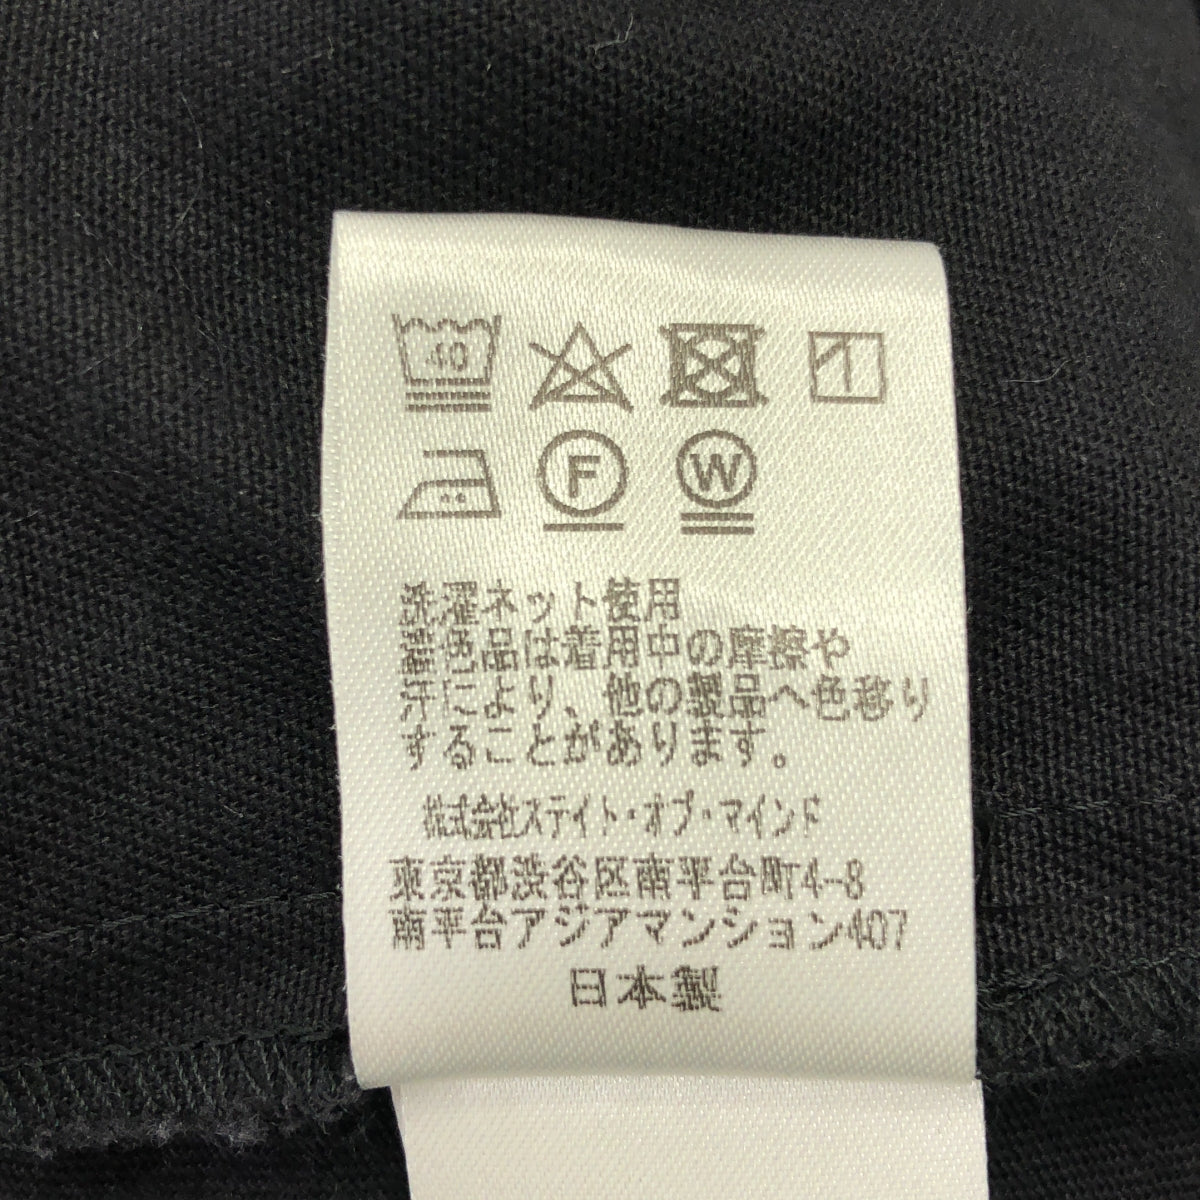 40
F W
洗濯ネット使用
濃色品は着用中の摩擦や
汗により、他の製品へ色移り
することがあります。
株式会社ステイト・オブ・マインド
東京都渋谷区南平台町4-8
南平台アジアマンション407
日本製